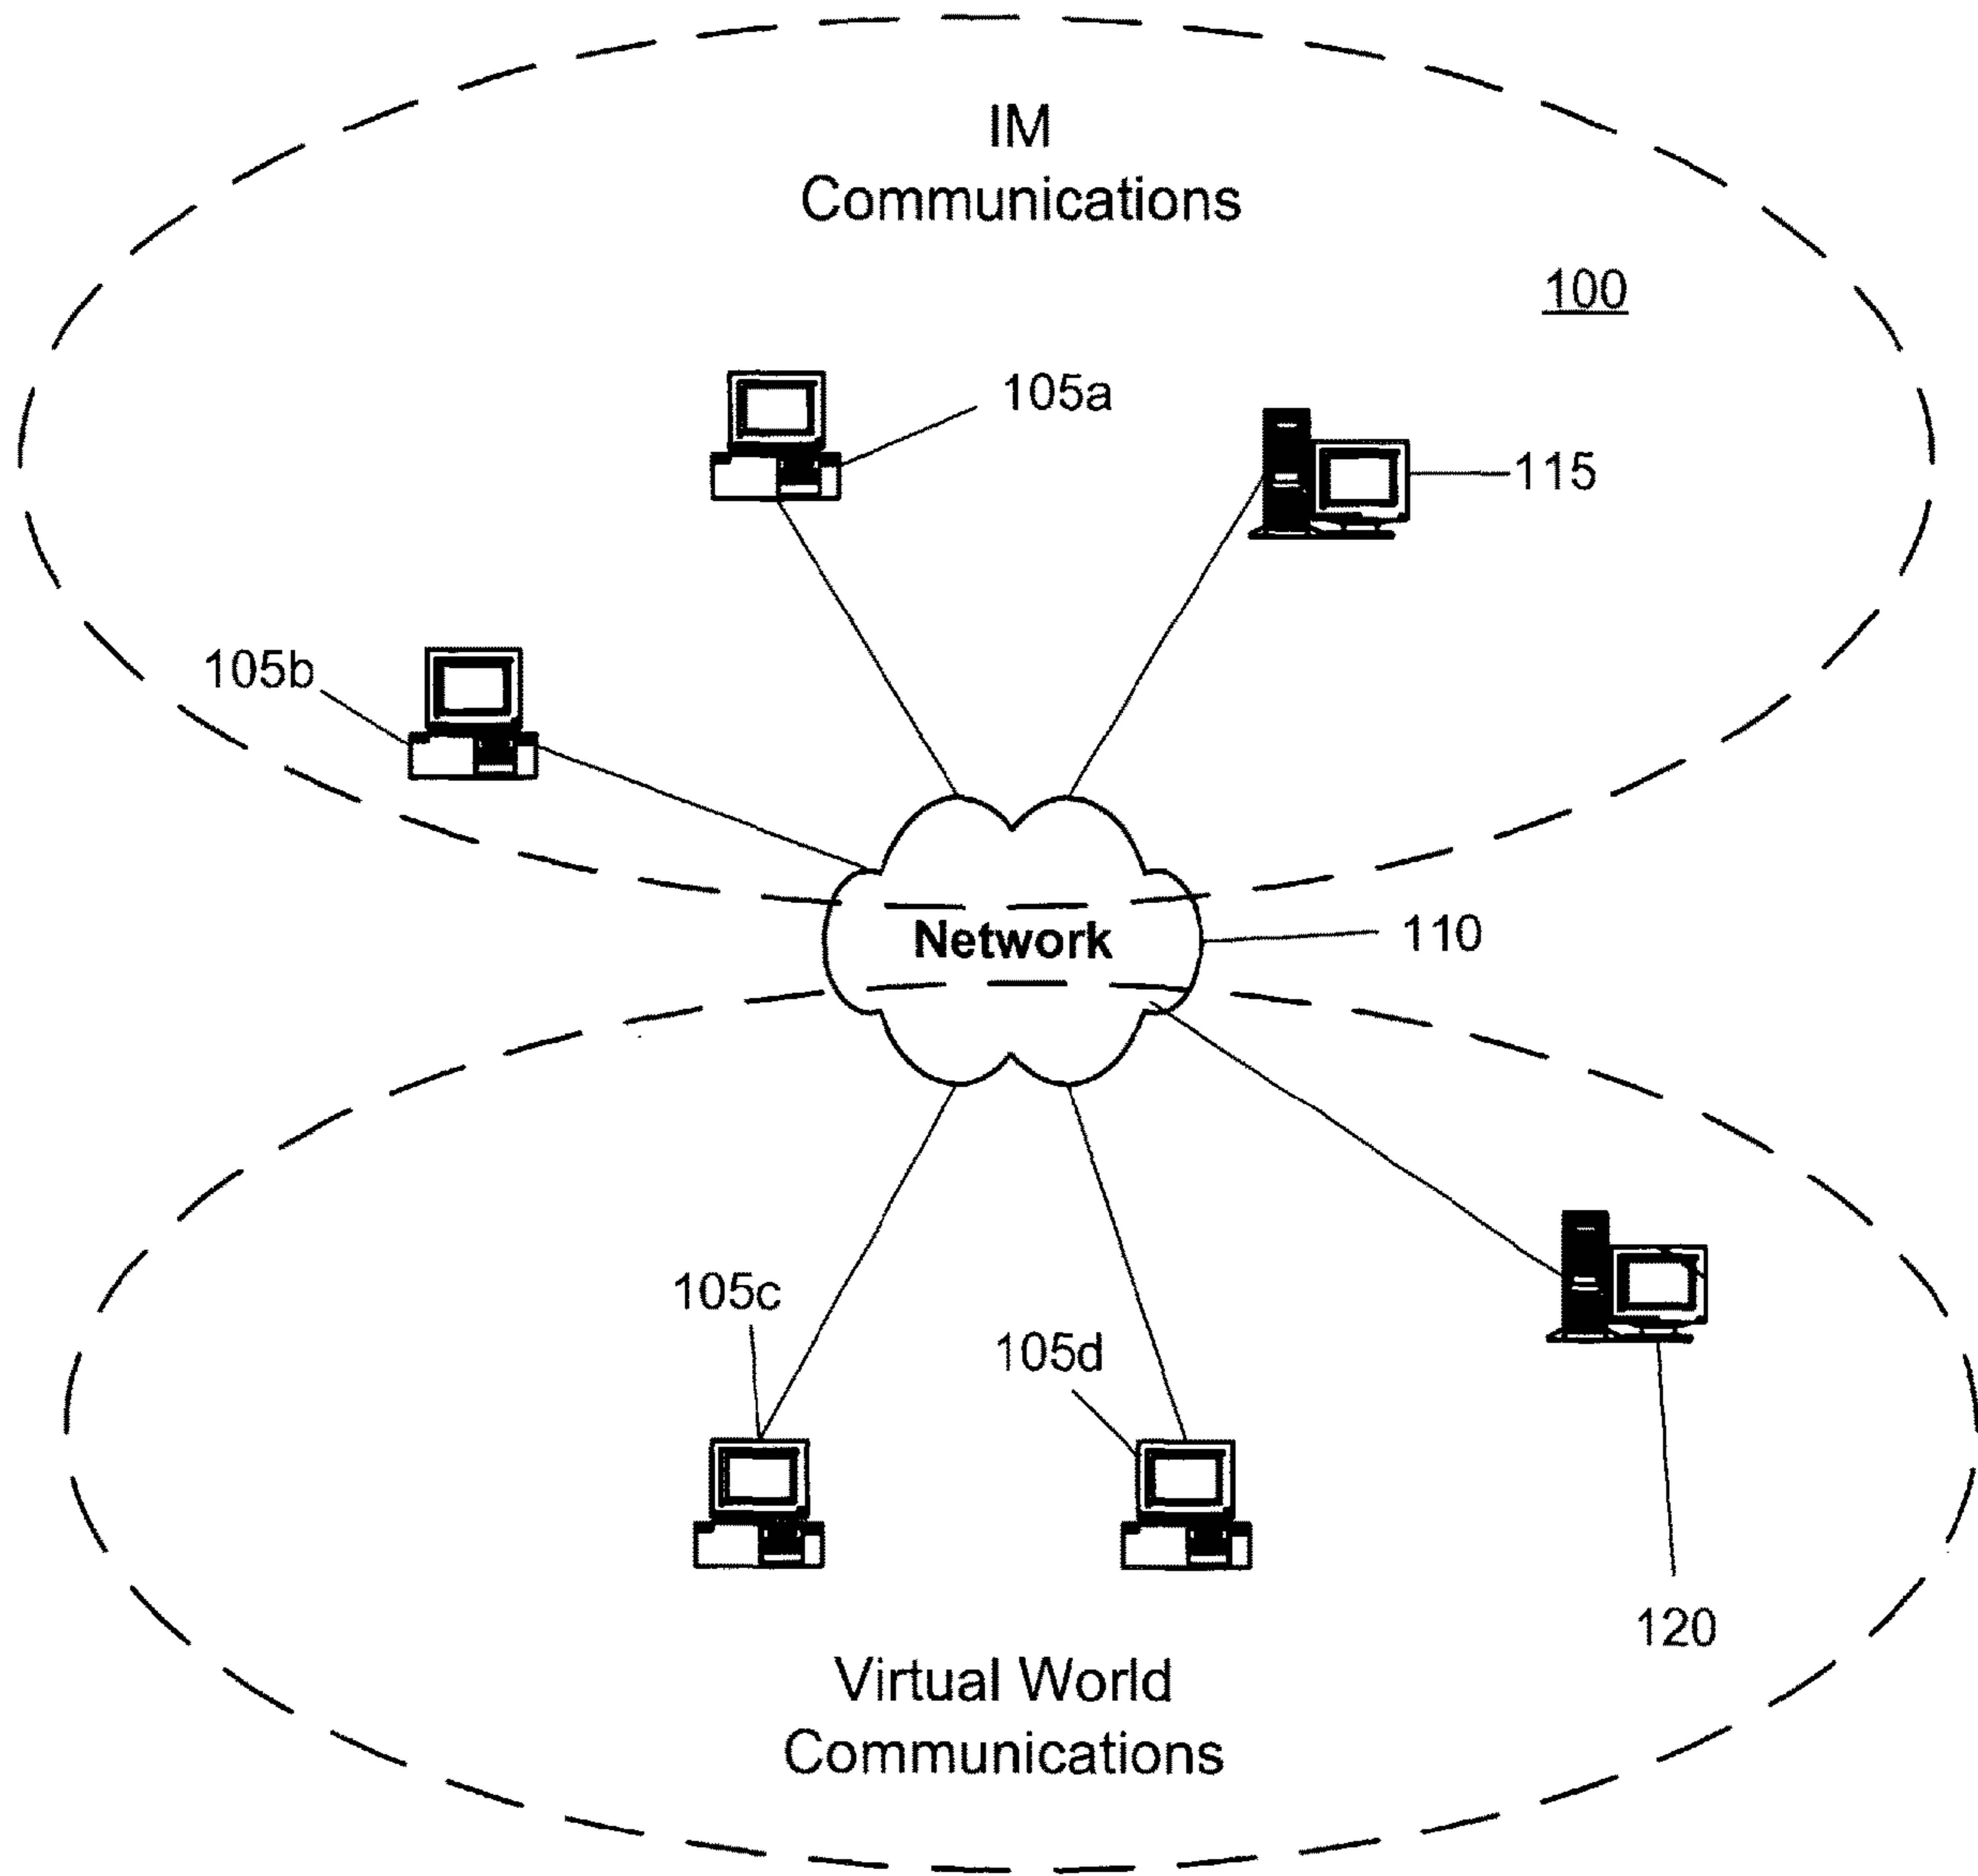 IM
Communications
100
105a
115
105b
Network
110
105c
105d
120
Virtual World
Communications